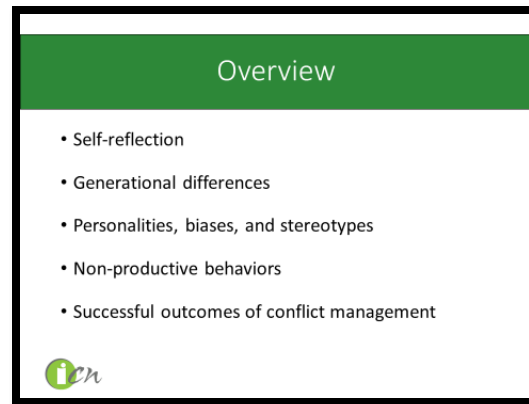 Overview
• Self-reflection
• Generational differences
• Personalities, biases, and stereotypes
• Non-productive behaviors
• Successful outcomes of conflict management
icn